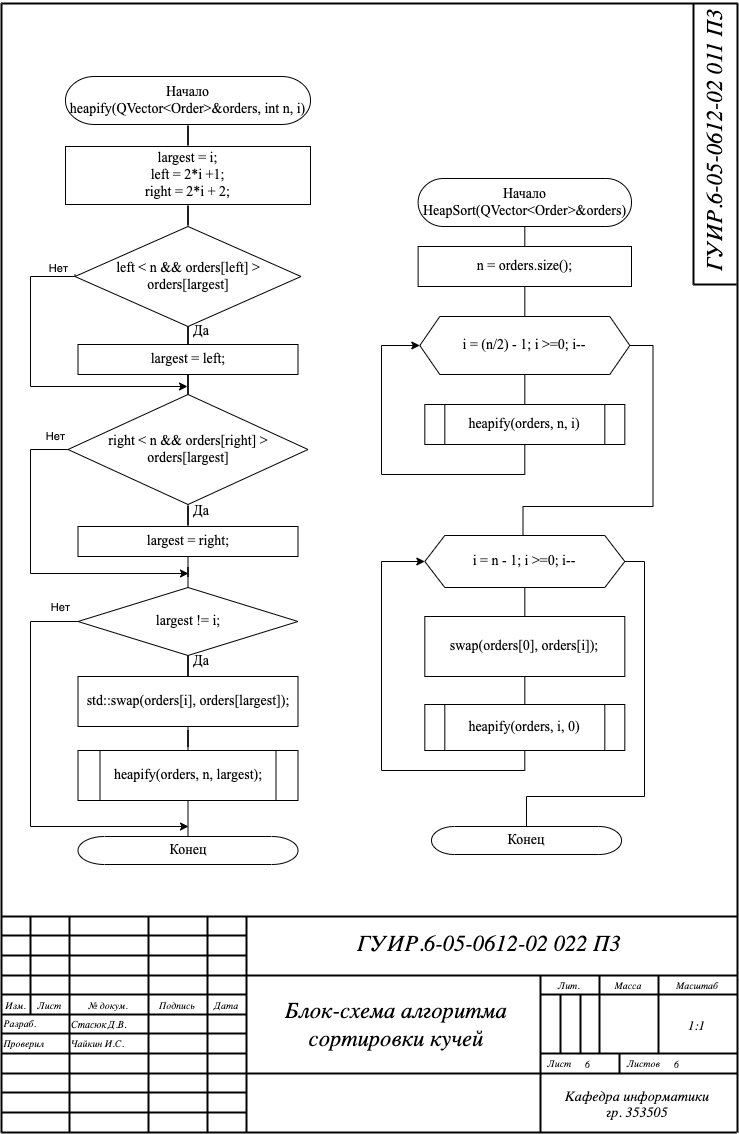 ГУИР.6-05-0612-02 011 ПЗ
Начало
heapify(QVector<Order>&orders, int n, i)
largest = i;
left = 2*i +1;
right = 2*i + 2;
Нет
left < n && orders[left] >
orders[largest]
Да
largest = left;
Нет
right < n && orders[right] >
orders[largest]
Да
largest = right;
Нет
largest != i;
Да
std::swap(orders[i], orders[largest]);
heapify(orders, n, largest);
Конец
Начало
HeapSort(QVector<Order>&orders)
n = orders.size();
i = (n/2) - 1; i >=0; i--
heapify(orders, n, i)
i = n - 1; i >=0; i--
swap(orders[0], orders[i]);
heapify(orders, i, 0)
Конец
ГУИР.6-05-0612-02 022 ПЗ
Изм. Лист № докум. Подпись Дата
Разраб. Стасюк Д.В.
Проверил Чайкин И.С.
Блок-схема алгоритма
сортировки кучей
Лит. Масса Масштаб
1:1
Лист 6 Листов 6
Кафедра информатики
гр. 353505